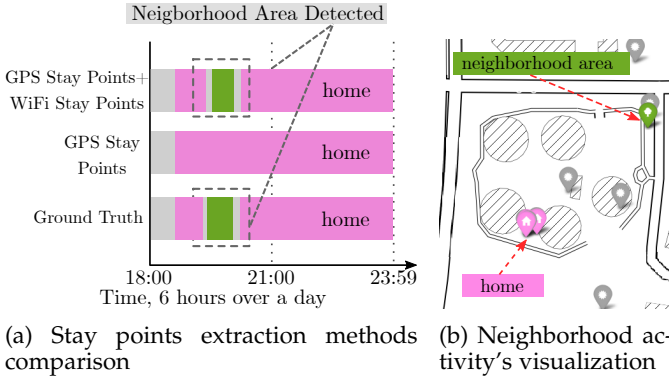 Neigborhood Area Detected
GPS Stay Points+
WiFi Stay Points
home
GPS Stay
Points
home
Ground Truth
home
18:00
21:00
23:59
Time, 6 hours over a day
neighborhood area
home
(a) Stay points extraction methods
comparison
(b) Neighborhood ac-
tivity's visualization